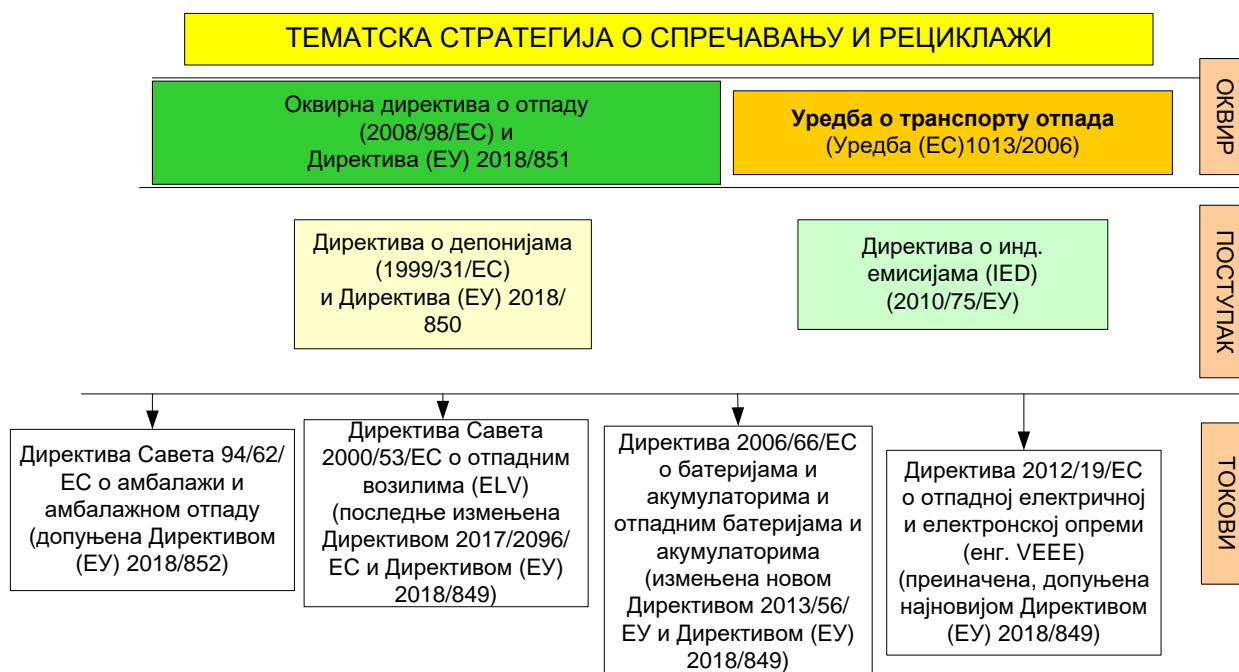 ТЕМАТСКА СТРАТЕГИЈА О СПРЕЧАВАЊУ И РЕЦИКЛАЖИ
Оквирна директива о отпаду
(2008/98/ЕС) и
Директива (ЕУ) 2018/851
Уредба о транспорту отпада
(Уредба (ЕС)1013/2006)
ОКВИР
Директива о депонијама
(1999/31/ЕС)
и Директива (ЕУ) 2018/
850
Директива о инд.
емисијама (IED)
(2010/75/ЕУ)
ПОСТУПАК
Директива Савета 94/62/
ЕС о амбалажи и
амбалажном отпаду
(допуњена Директивом
(ЕУ) 2018/852)
Директива Савета
2000/53/ЕС о отпадним
возилима (ELV)
(последње измењена
Директивом 2017/2096/
ЕС и Директивом (ЕУ)
2018/849)
Директива 2006/66/ЕС
о батеријама и
акумулаторима и
отпадним батеријама и
акумулаторима
(измењена новом
Директивом 2013/56/
ЕУ и Директивом (ЕУ)
2018/849)
Директива 2012/19/ЕС
о отпадној електричној
и електронској опреми
(енг. VEEE)
(преиначена, допуњена
најновијом Директивом
(ЕУ) 2018/849)
ТОКОВИ